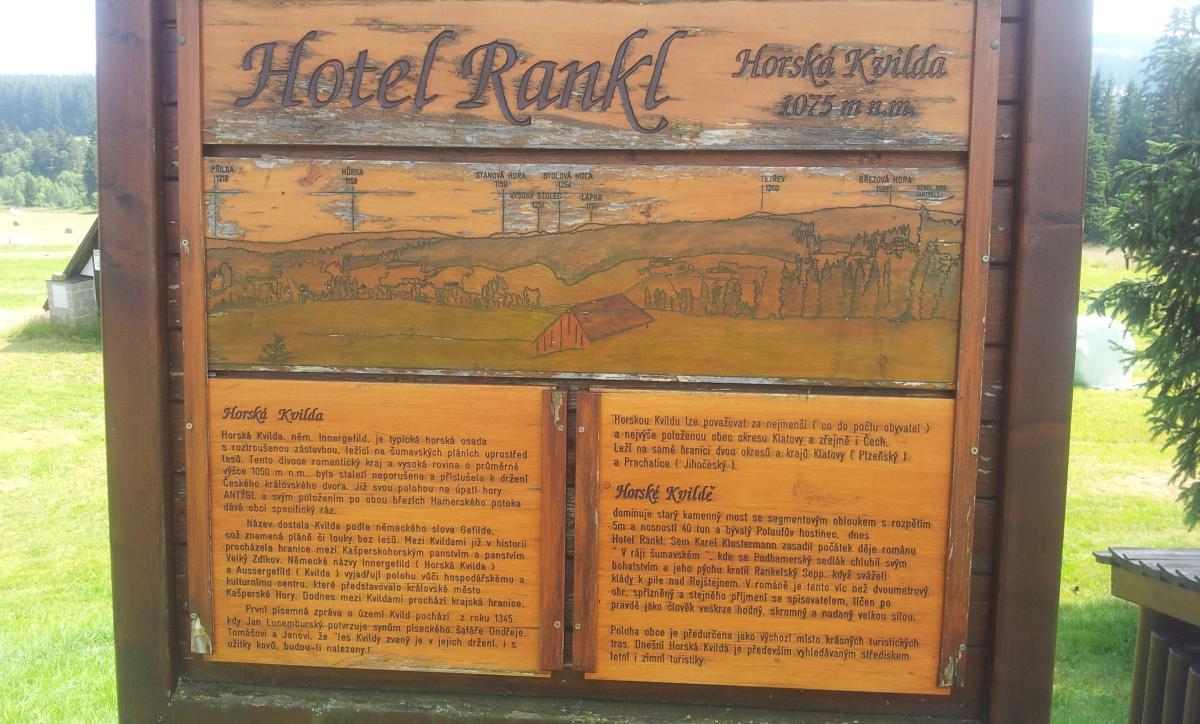 Hotel Rankl
Horská Kvilda
1075 m n.m.
PŘILBA
1219
HŮRKA
1159
STANOVÁ HORA
1159
STOLOVÁ HORA
1254
VYSOKÝ STOLEC
1251
LAPKA
1171
TETŘEV
1260
BŘEZOVÁ HORA
SOKOL
Horská Kvilda
Horská Kvilda, něm. Innergefild, je typická horská osada
s roztroušenou zástavbou, ležící na šumavských pláních uprostřed
lesů. Tento divoce romantický kraj a vysoká rovina o průměrné
výšce 1050 m n.m., byla staletí neporušena a příslušela k držení
Českého královského dvora. Již svou polohou na úpatí hory
ANTÝGL a svým položením po obou březích Hamerského potoka
dává obci specifický ráz.
Název dostala Kvilda podle německého slova Gefilde,
což znamená pláně či louky bez lesů. Mezi Kvildami již v historii
procházela hranice mezi Kašperskohorským panstvím a panstvím
Velký Zdíkov. Německé názvy Innergefild ( Horská Kvilda )
a Aussergefild ( Kvilda ) vyjadřují polohu vůči hospodářskému a
kulturnímu centru, které představovalo královské město
Kašperské Hory. Dodnes mezi Kvildami prochází krajská hranice.
První písemná zpráva o území Kvild pochází z roku 1345,
kdy Jan Lucemburský potvrzuje synům píseckého šafáře Ondřeje,
Tomášovi a Janovi, že "les Kvildy zvaný je v jejich držení, i s
užitky kovů, budou-li nalezeny.!
Horskou Kvildu lze považovat za nejmenší ( co do počtu obyvatel )
a nejvýše položenou obec okresu Klatovy a zřejmě i Čech.
Leží na samé hranici dvou okresů a krajů Klatovy ( Plzeňský )
a Prachatice ( Jihočeský ).
Horské Kvildě
dominuje starý kamenný most se segmentovým obloukem s rozpětím
5m a nosností 40 tun a bývalý Polaufův hostinec, dnes
Hotel Rankl. Sem Karel Klostermann zasadil počátek děje románu
" V ráji šumavském ", kde se Podhamerský sedlák chlubil svým
bohatstvím a jeho pýchu krotil Rankelský Sepp, když sváželi
klády k pile nad Rejštejnem. V románě je tento víc než dvoumetrový
obr, spřízněný a stejného příjmení se spisovatelem, líčen po
pravdě jako člověk veskrze hodný, skromný a nadaný velkou silou.
Poloha obce je předurčena jako výchozí místo krásných turistických
tras. Dnešní Horská Kvilda je především vyhledávaným střediskem
letní i zimní turistiky.